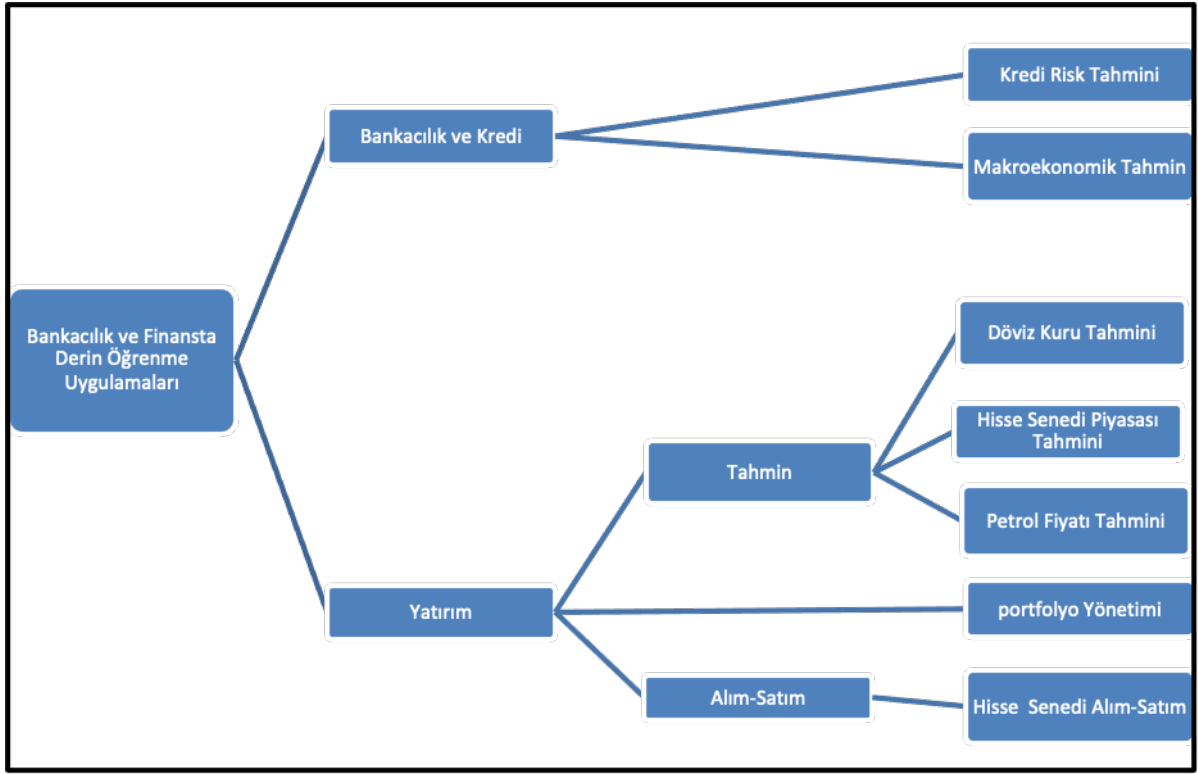 Kredi Risk Tahmini
Bankacılık ve Kredi
Makroekonomik Tahmin
Bankacılık ve Finansta
Derin Öğrenme
Uygulamaları
Döviz Kuru Tahmini
Hisse Senedi Piyasası
Tahmini
Tahmin
Petrol Fiyatı Tahmini
Yatırım
portfolyo Yönetimi
Alım-Satım
Hisse  Senedi Alım-Satım